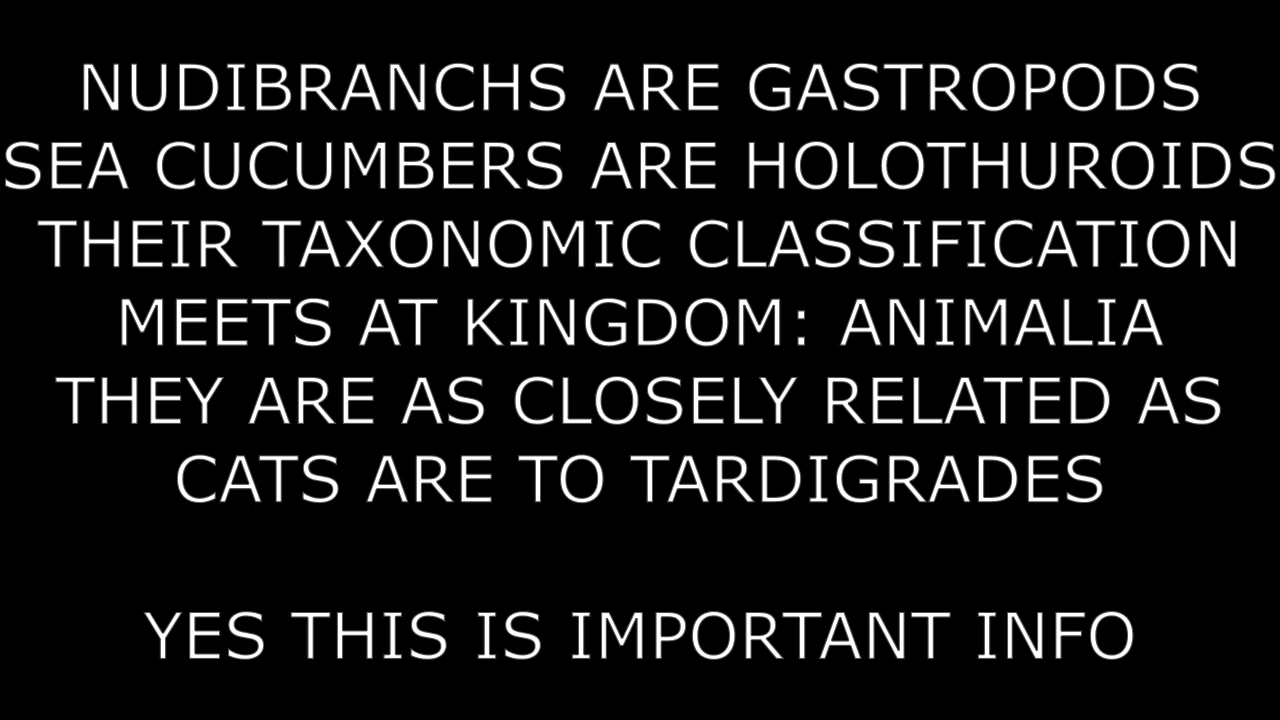 NUDIBRANCHS ARE GASTROPODS
SEA CUCUMBERS ARE HOLOTHUROIDS
THEIR TAXONOMIC CLASSIFICATION
MEETS AT KINGDOM: ANIMALIA
THEY ARE AS CLOSELY RELATED AS
CATS ARE TO TARDIGRADES
YES THIS IS IMPORTANT INFO